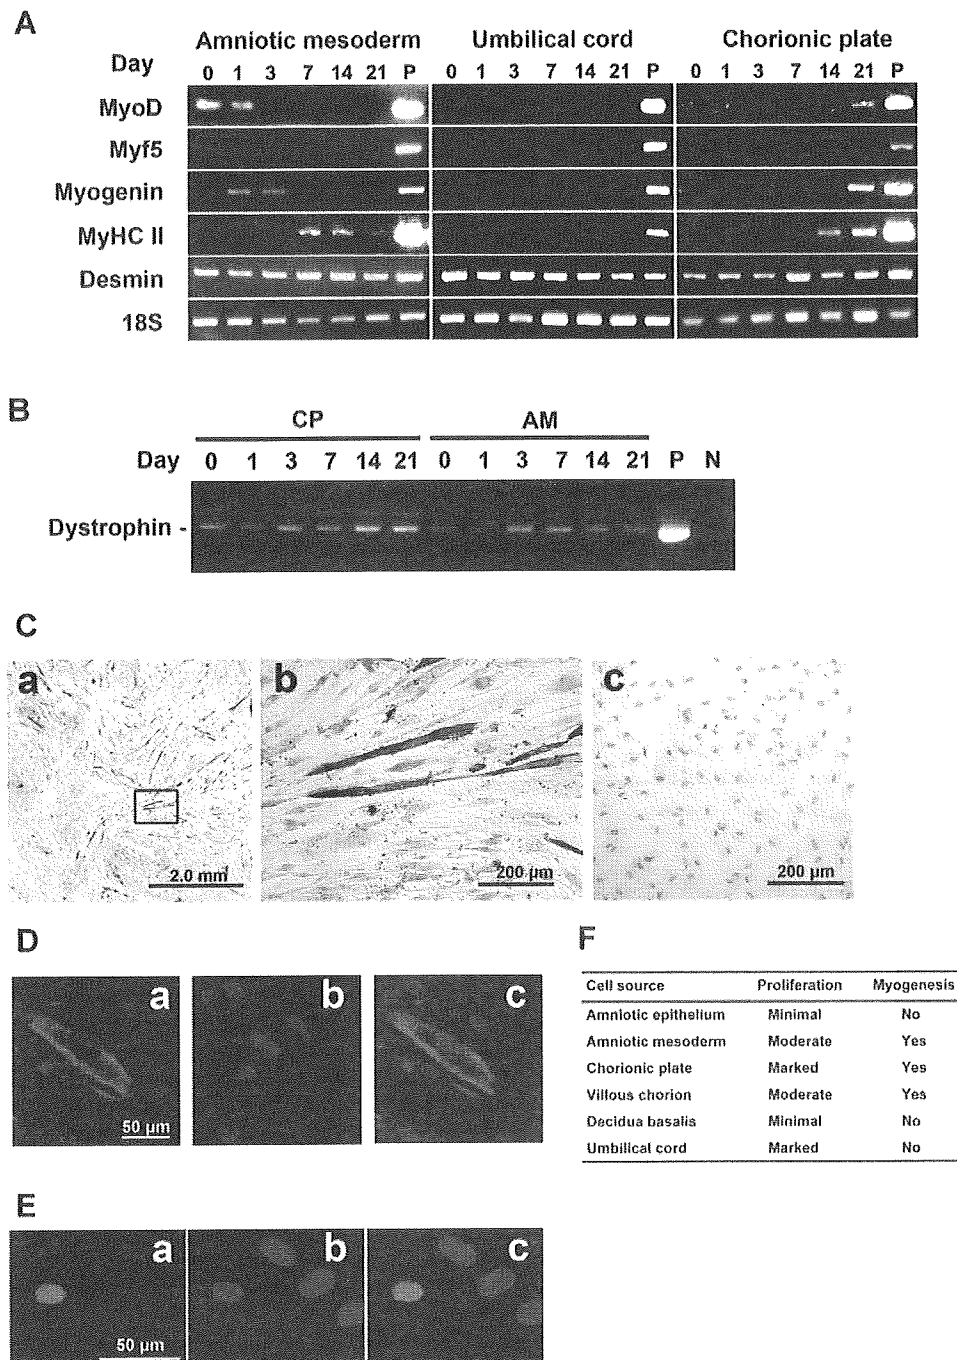 A
Amniotic mesoderm Umbilical cord Chorionic plate
Day 0 1 3 7 14 21 P 0 1 3 7 14 21 P 0 1 3 7 14 21 P
MyoD
Myf5
Myogenin
MyHC II
Desmin
18S
B
CP AM
Day 0 1 3 7 14 21 0 1 3 7 14 21 P N
Dystrophin -
C
a b c
2.0 mm 200 µm 200 µm
D
a b c
50 µm
F
Cell source Proliferation Myogenesis
Amniotic epithelium Minimal No
Amniotic mesoderm Moderate Yes
Chorionic plate Marked Yes
Villous chorion Moderate Yes
Decidua basalis Minimal No
Umbilical cord Marked No
E
a b c
50 µm